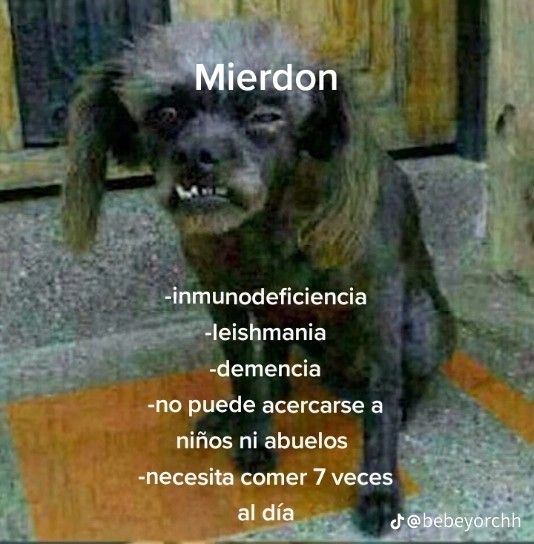 Mierdon
-inmunodeficiencia
-leishmania
-demencia
-no puede acercarse a
niños ni abuelos
-necesita comer 7 veces
al día
@bebeyorchh